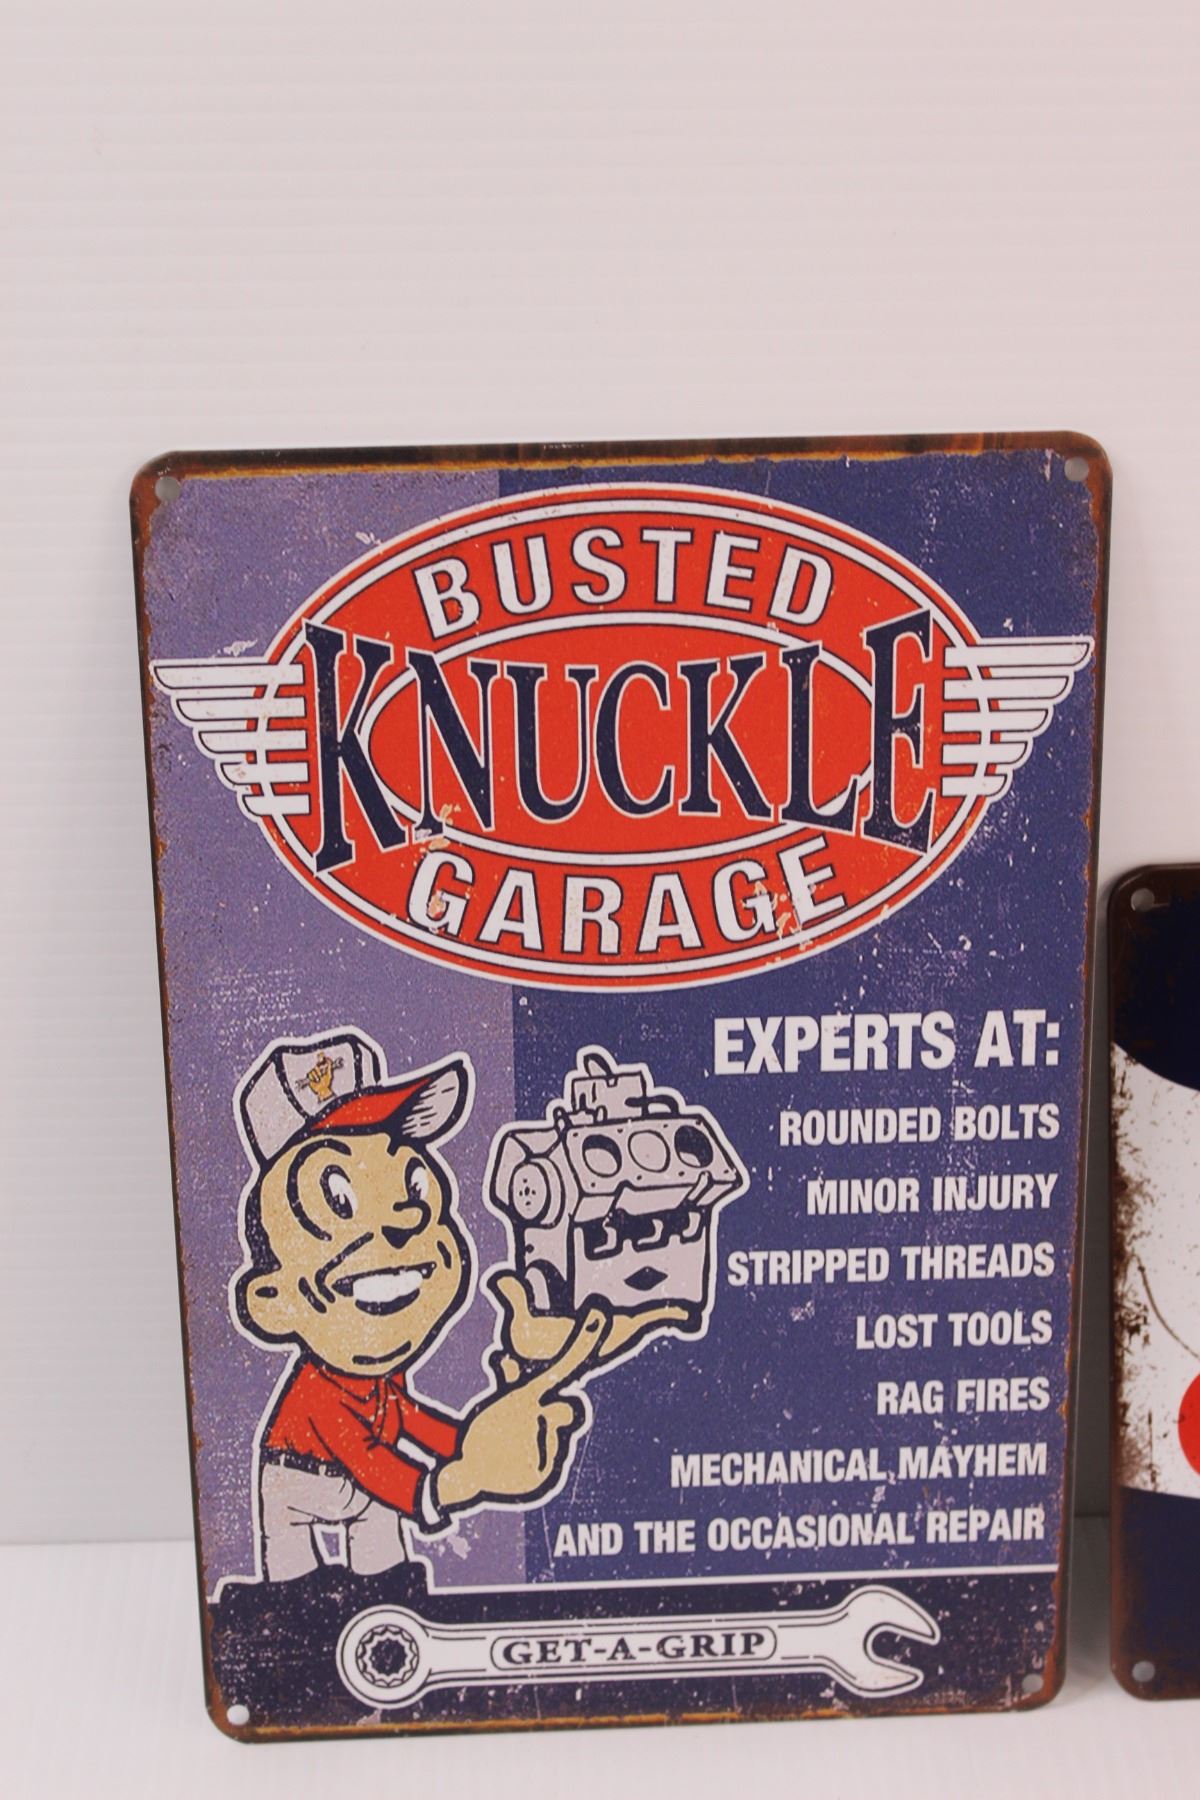 BUSTED
KNUCKLE
GARAGE
EXPERTS AT:
ROUNDED BOLTS
MINOR INJURY
STRIPPED THREADS
LOST TOOLS
RAG FIRES
MECHANICAL MAYHEM
AND THE OCCASIONAL REPAIR
GET-A-GRIP